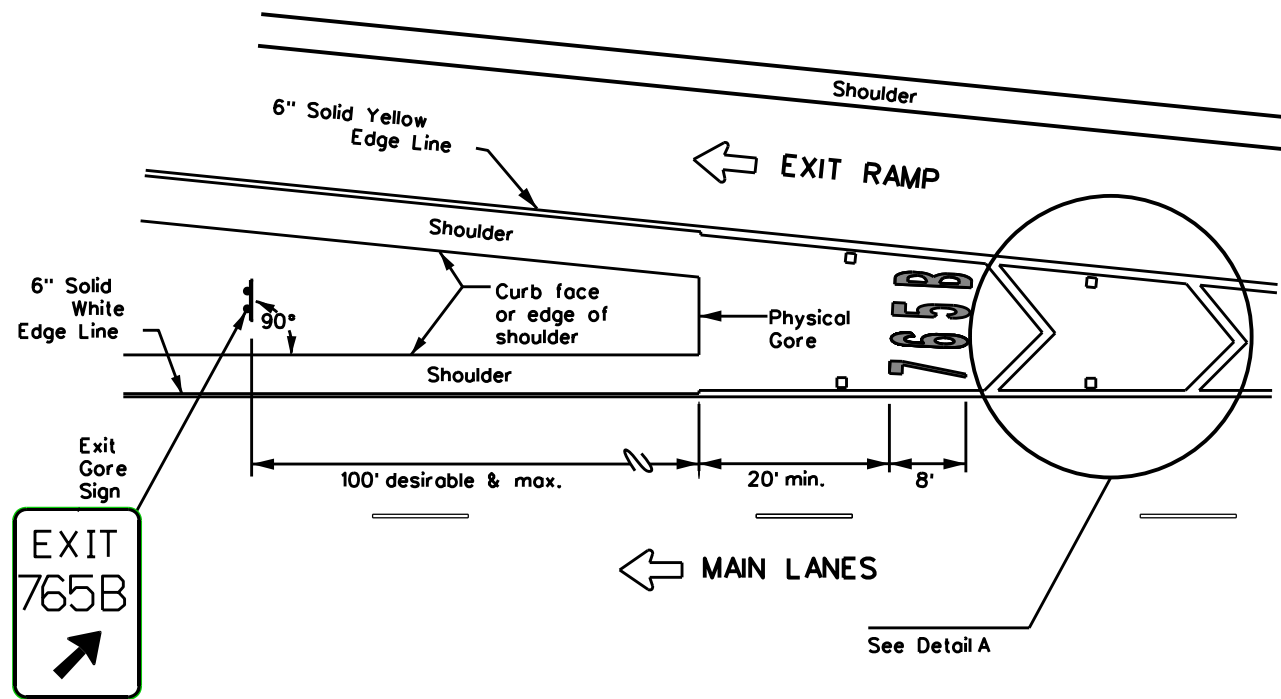 Shoulder
6" Solid Yellow
Edge Line
EXIT RAMP
Shoulder
6" Solid
White
Edge Line
90°
Curb face
or edge of
shoulder
Physical
Gore
765B
Shoulder
Exit
Gore
Sign
100' desirable & max.
20' min.
8'
EXIT
765B
MAIN LANES
See Detail A